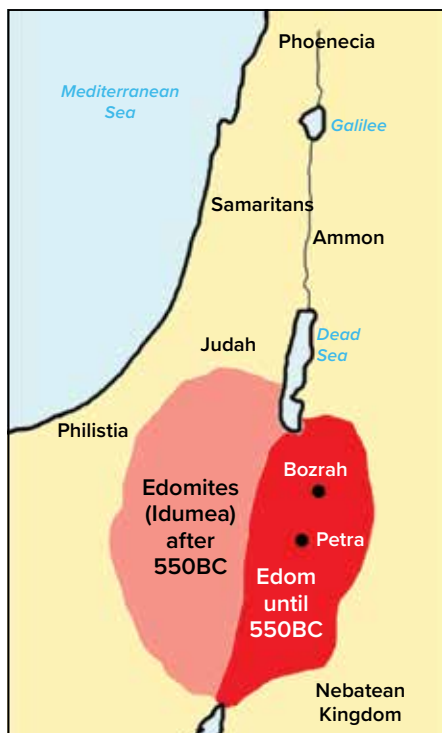 Phoenecia
Mediterranean
Sea
Galilee
Samaritans
Ammon
Dead
Sea
Judah
Philistia
Bozrah
Edomites
(Idumea)
after
550BC
Petra
Edom
until
550BC
Nebatean
Kingdom